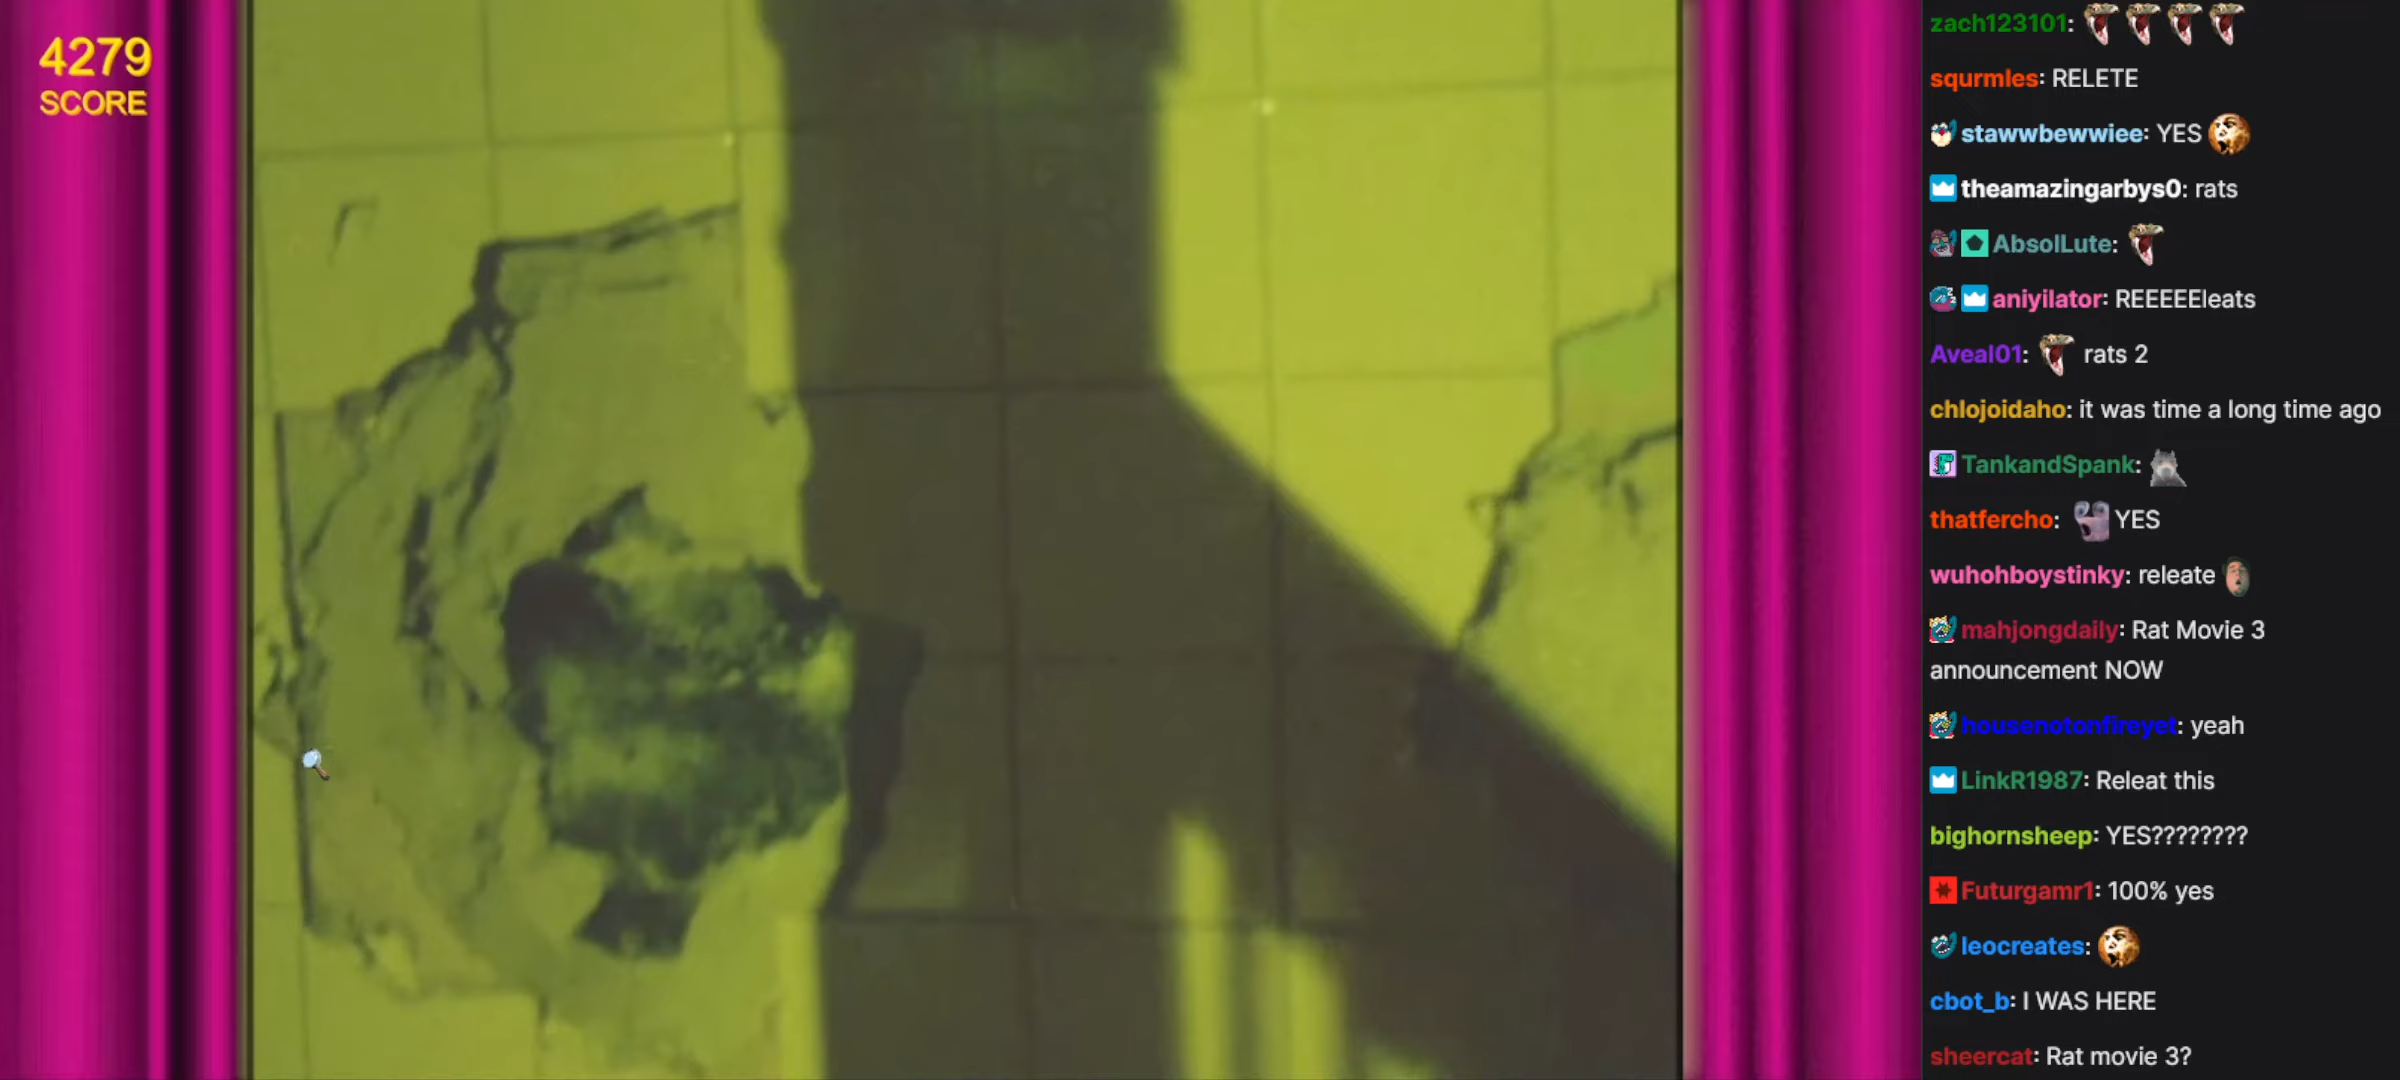 4279
SCORE
zach123101:
squrmles: RELETE
stawwbewwiee: YES
theamazingarbys0: rats
AbsolLute:
aniyilator: REEEEEleats
Aveal01: rats 2
chlojoidaho: it was time a long time ago
TankandSpank:
thatfercho: YES
wuhohboystinky: releate
mahjongdaily: Rat Movie 3
announcement NOW
housenotonfireyet: yeah
LinkR1987: Releat this
bighornsheep: YES????????
Futurgamr1: 100% yes
leocreates:
cbot_b: I WAS HERE
sheercat: Rat movie 3?